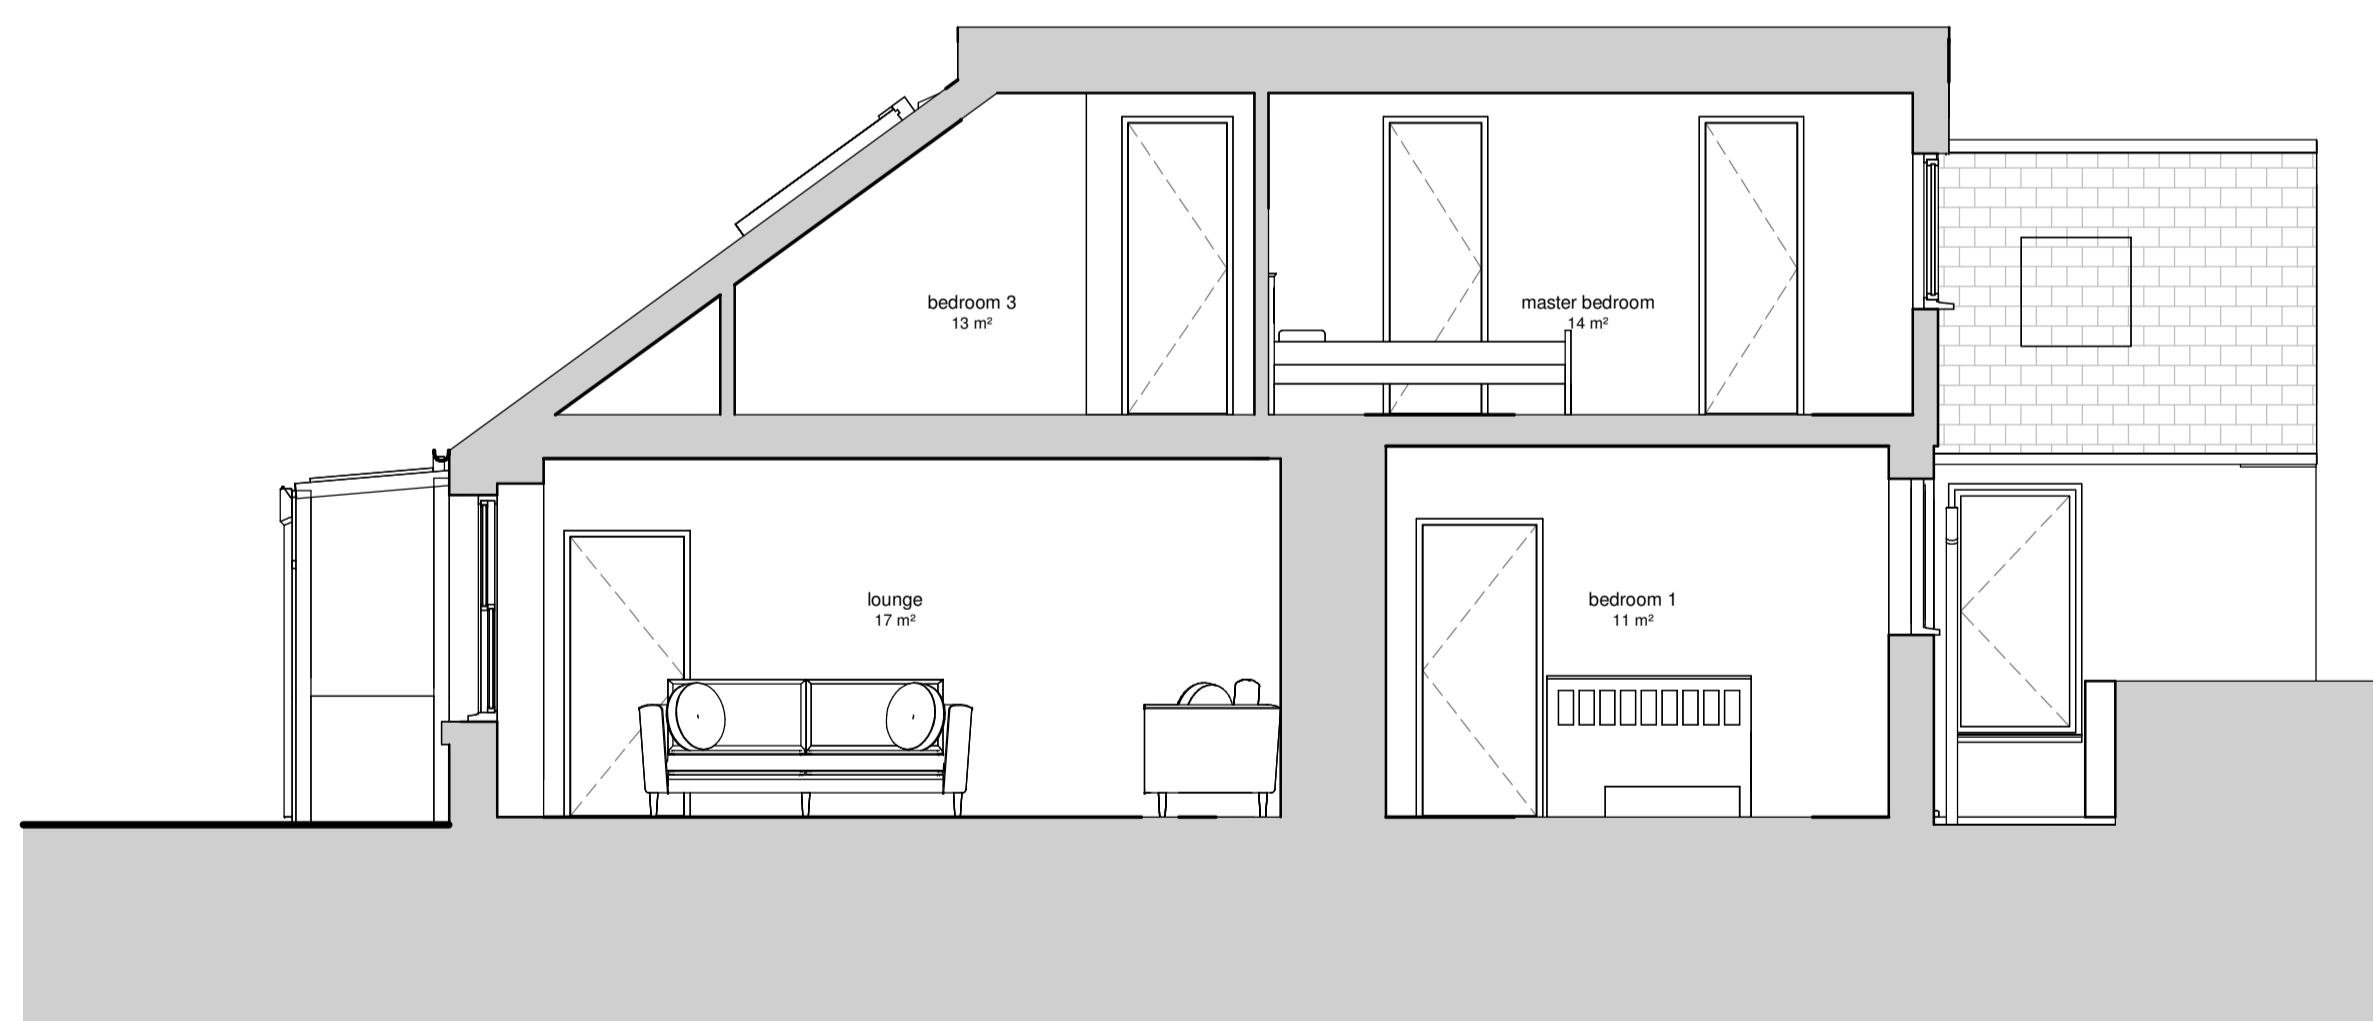 bedroom 3
13 m²
master bedroom
14 m²
lounge
17 m²
bedroom 1
11 m²